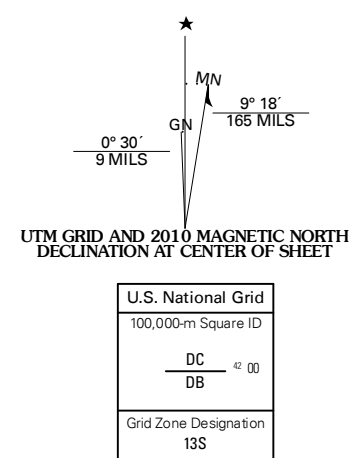 MN
9° 18´
165 MILS
GN
0° 30´
9 MILS
UTM GRID AND 2010 MAGNETIC NORTH
DECLINATION AT CENTER OF SHEET
U.S. National Grid
100,000-m Square ID
DC
42 00
DB
Grid Zone Designation
13S